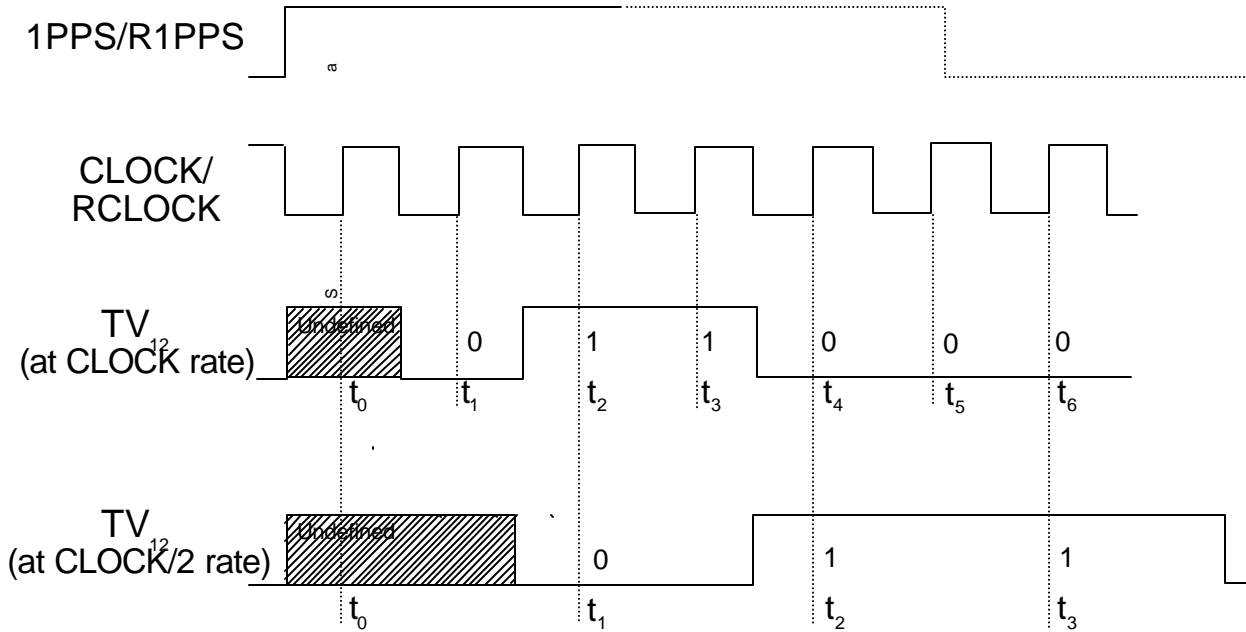 1PPS/R1PPS
a
CLOCK/
RCLOCK
S
TV12
(at CLOCK rate)
Undefined
0 1 1 0 0 0
t0 t1 t2 t3 t4 t5 t6
TV12
(at CLOCK/2 rate)
Undefined
0 1 1
t0 t1 t2 t3